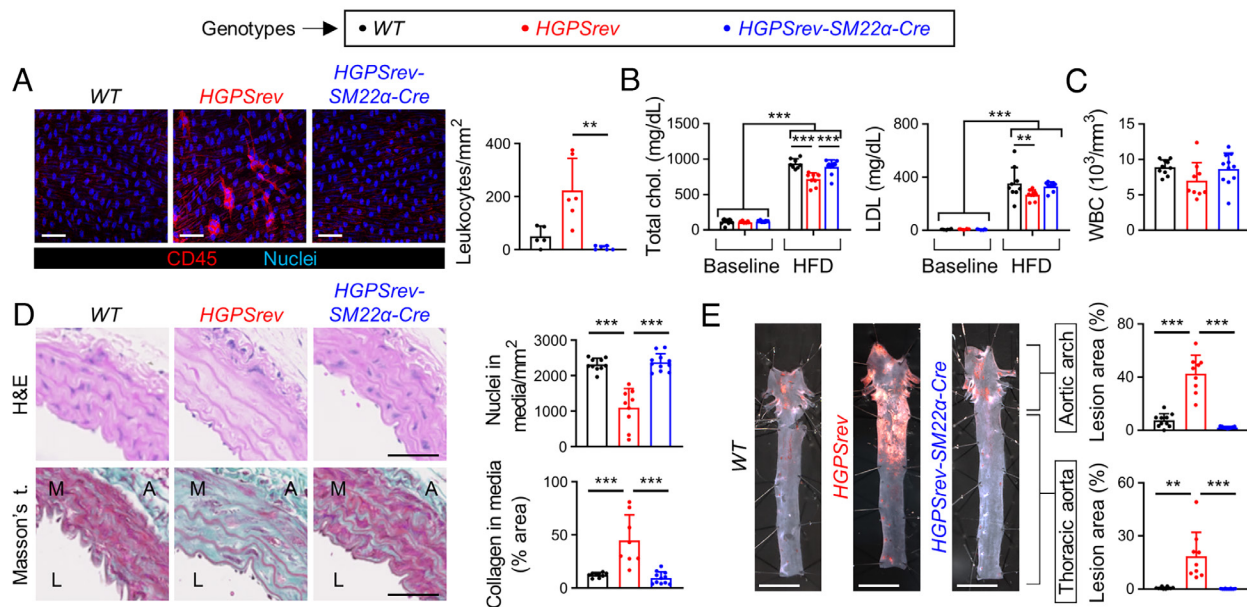 Genotypes → • WT • HGPSrev • HGPSrev-SM22α-Cre
A
WT
HGPSrev
HGPSrev-
SM22α-Cre
CD45 Nuclei
Leukocytes/mm²
400
200
0
**
B
Total chol. (mg/dL)
1500
1000
500
0
***
*** ***
Baseline HFD
LDL (mg/dL)
800
400
0
***
**
Baseline HFD
C
WBC (10³/mm³)
15
10
5
0
D
WT
HGPSrev
HGPSrev-
SM22α-Cre
H&E
Masson's t.
M A
L
M A
L
M A
L
Nuclei in
media/mm²
3000
2000
1000
0
*** ***
Collagen in media
(% area)
100
50
0
*** ***
E
WT
HGPSrev
HGPSrev-SM22α-Cre
Aortic arch
Thoracic aorta
Lesion area (%)
80
40
0
*** ***
Lesion area (%)
60
30
0
** ***